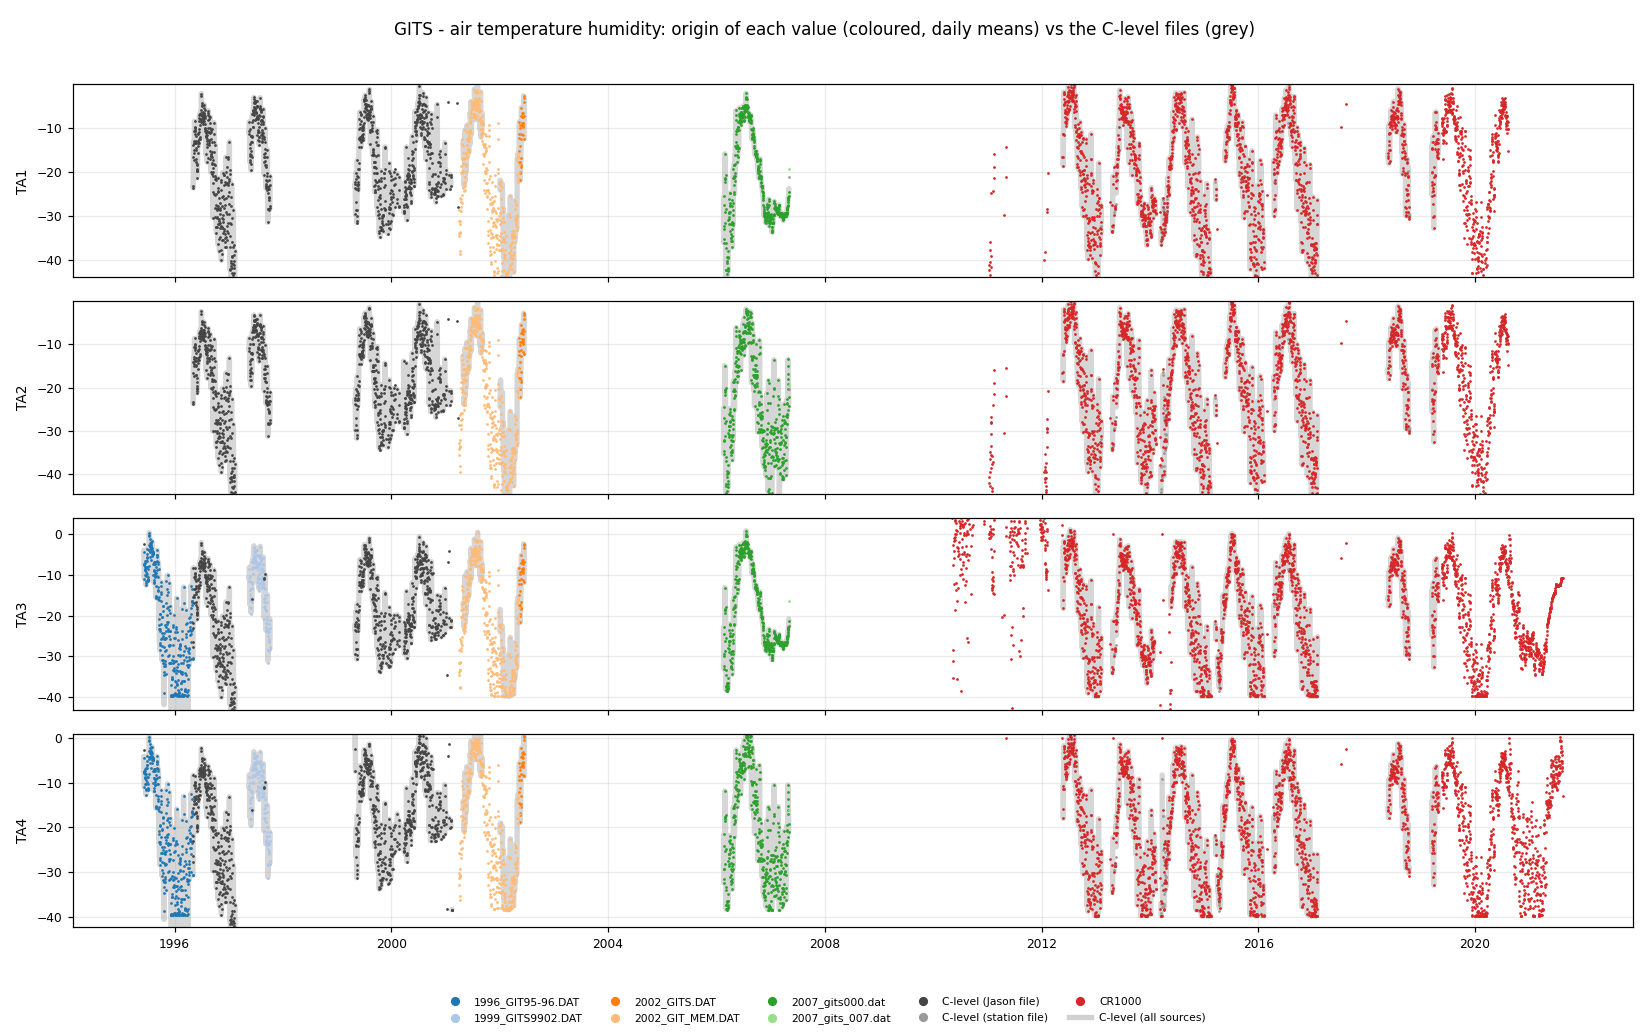 GITS - air temperature humidity: origin of each value (coloured, daily means) vs the C-level files (grey)
−10
−20
−30
−40
TA1
−10
−20
−30
−40
TA2
0
−10
−20
−30
−40
TA3
0
−10
−20
−30
−40
TA4
1996 2000 2004 2008 2012 2016 2020
1996_GIT95-96.DAT 2002_GITS.DAT 2007_gits000.dat C-level (Jason file) CR1000
1999_GITS9902.DAT 2002_GIT_MEM.DAT 2007_gits_007.dat C-level (station file) C-level (all sources)